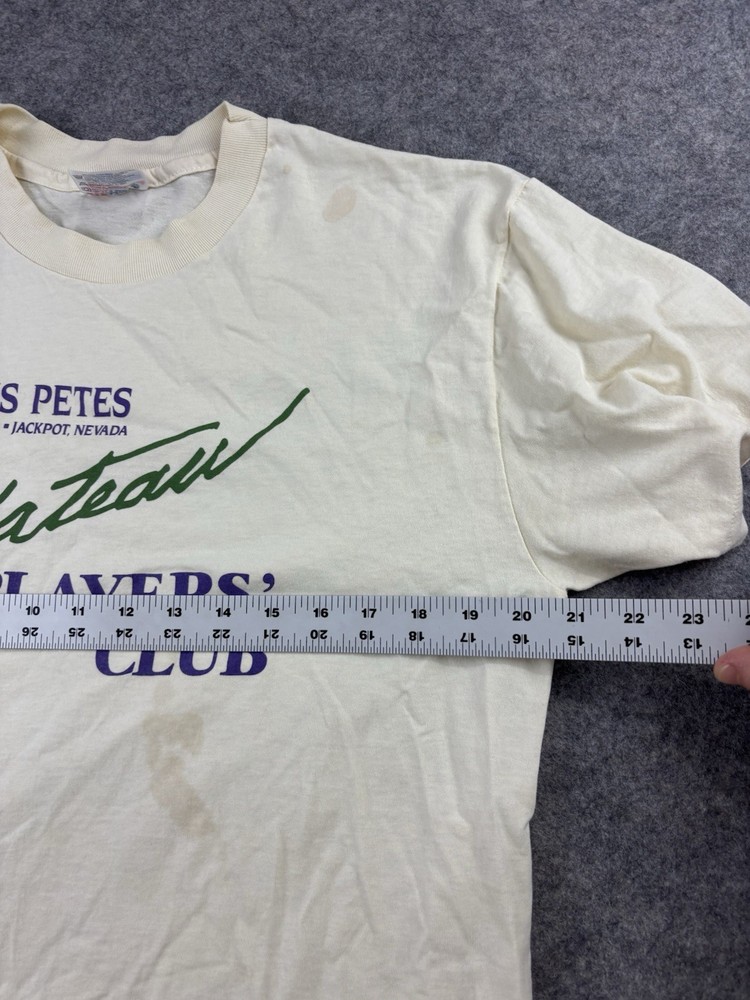 S PETES
▪ JACKPOT, NEVADA
ateau
PLAYERS'
10 11 12 13 14 15 16 17 18 19 20 21 22 23
26 25 24 23 22 21 20 19 18 17 16 15 14 13
CLUB